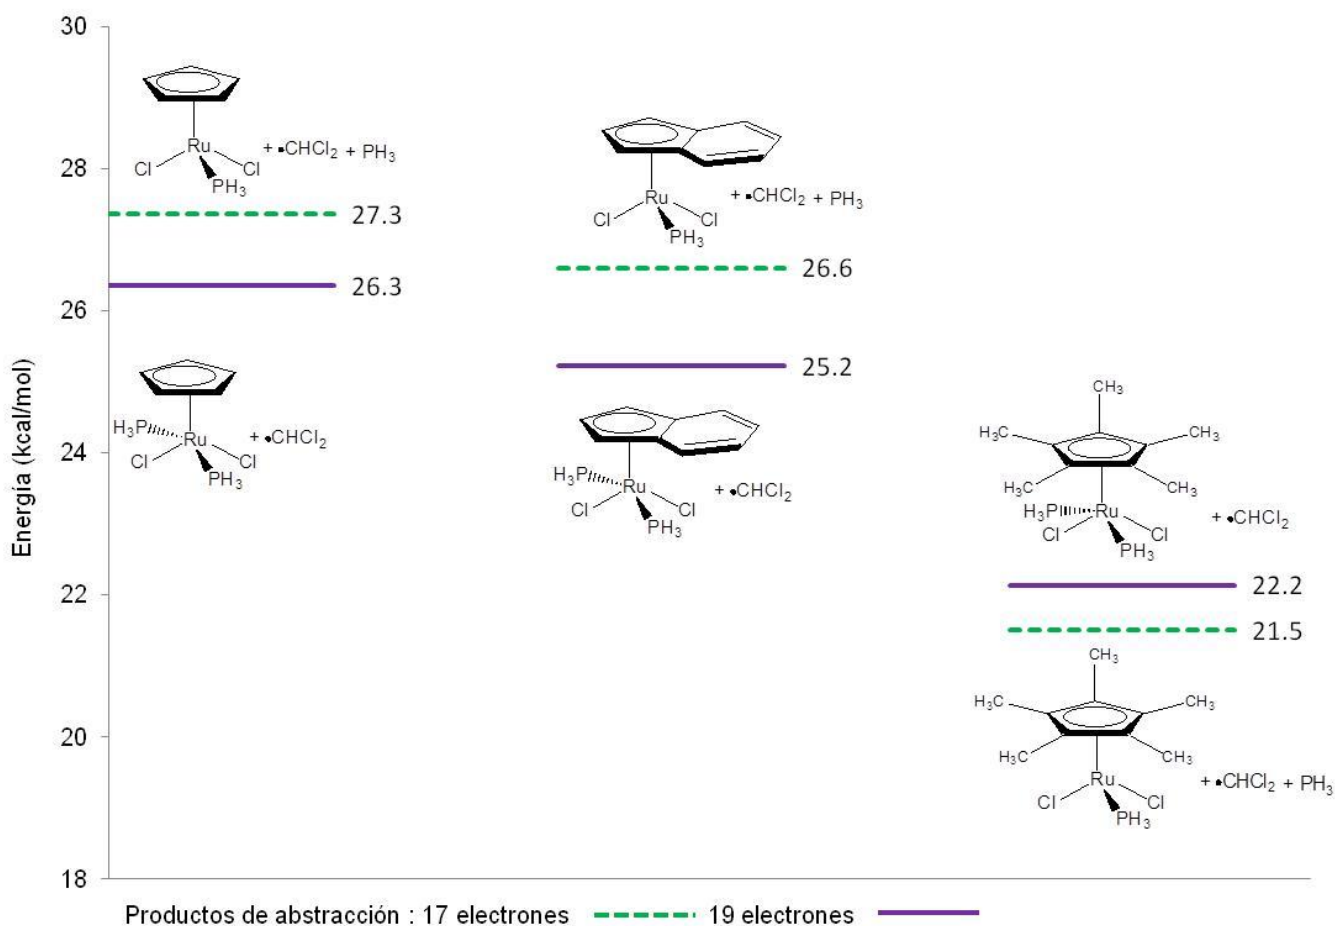 30
28
26
24
22
20
18
Energía (kcal/mol)
Ru
Cl
Cl
PH₃
+ •CHCl₂ + PH₃
27.3
26.3
H₃P
Ru
Cl
Cl
PH₃
+ •CHCl₂
Ru
Cl
Cl
PH₃
+ •CHCl₂ + PH₃
26.6
25.2
H₃P
Ru
Cl
Cl
PH₃
+ •CHCl₂
CH₃
H₃C
CH₃
H₃C
CH₃
H₃P
Ru
Cl
Cl
PH₃
+ •CHCl₂
22.2
21.5
CH₃
H₃C
CH₃
H₃C
CH₃
Ru
Cl
Cl
PH₃
+ •CHCl₂ + PH₃
Productos de abstracción : 17 electrones 19 electrones